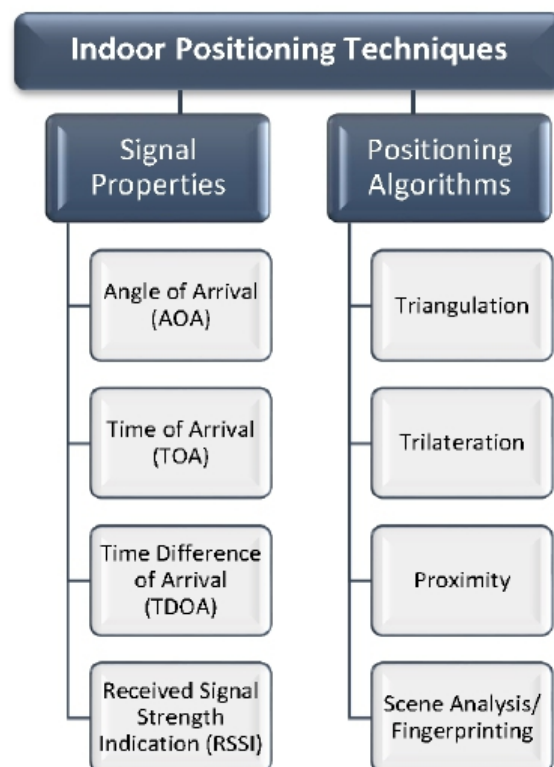 Indoor Positioning Techniques
Signal
Properties
Angle of Arrival
(AOA)
Time of Arrival
(TOA)
Time Difference
of Arrival
(TDOA)
Received Signal
Strength
Indication (RSSI)
Positioning
Algorithms
Triangulation
Trilateration
Proximity
Scene Analysis/
Fingerprinting